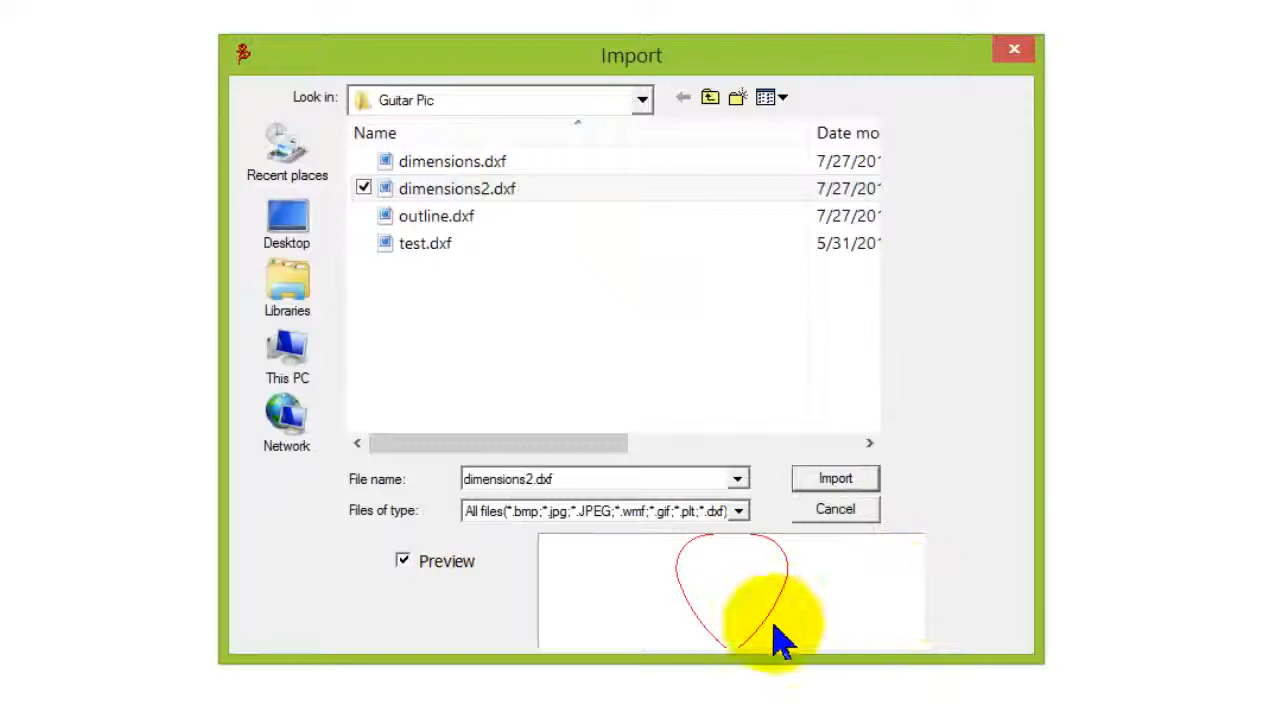 Import
Look in:
Guitar Pic
Name
Date mo
dimensions.dxf
7/27/201
dimensions2.dxf
7/27/201
outline.dxf
7/27/201
test.dxf
5/31/201
Recent places
Desktop
Libraries
This PC
Network
File name:
dimensions2.dxf
Import
Files of type:
All files(*.bmp;*.jpg;*.JPEG;*.wmf;*.gif;*.plt;*.dxf)
Cancel
Preview